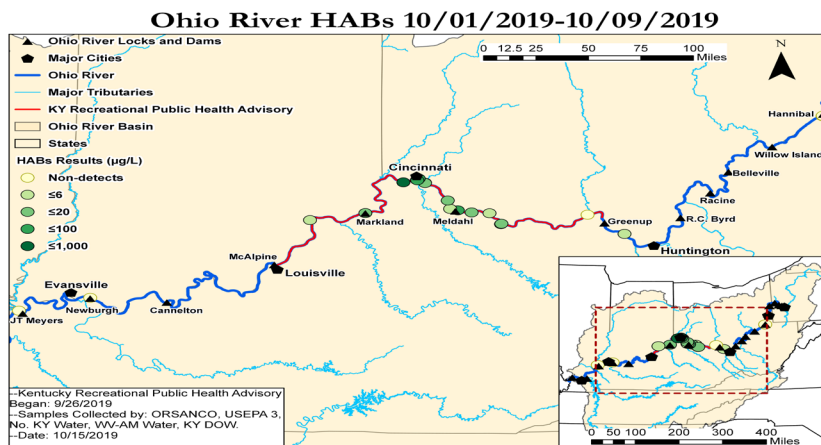 Ohio River HABs 10/01/2019-10/09/2019
Ohio River Locks and Dams
Major Cities
Ohio River
Major Tributaries
KY Recreational Public Health Advisory
Ohio River Basin
States
HABs Results (µg/L)
Non-detects
≤6
≤20
≤100
≤1,000
0 12.5 25 50 75 100
Miles
N
Hannibal
Willow Island
Belleville
Racine
R.C. Byrd
Huntington
Greenup
Meldahl
Cincinnati
Markland
McAlpine
Louisville
Evansville
Newburgh
Cannelton
JT Meyers
--Kentucky Recreational Public Health Advisory
Began: 9/26/2019
--Samples Collected by: ORSANCO, USEPA 3,
No. KY Water, WV-AM Water, KY DOW.
--Date: 10/15/2019
0 50 100 200 300 400
Miles